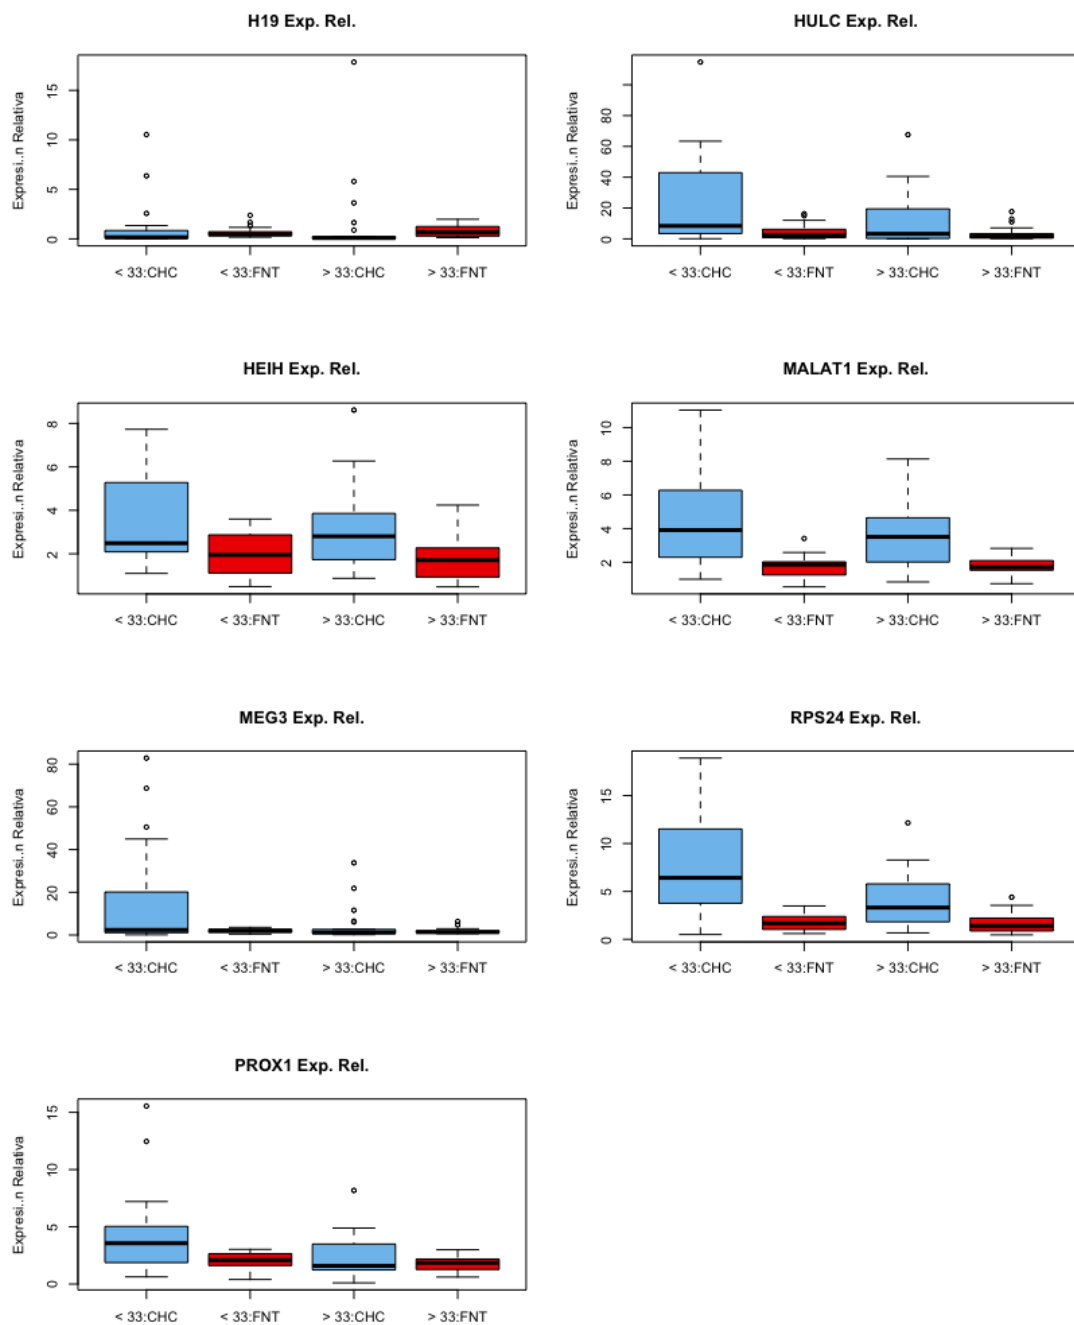 H19 Exp. Rel.
Expresi..n Relativa
15
10
5
0
< 33:CHC < 33:FNT > 33:CHC > 33:FNT
HULC Exp. Rel.
Expresi..n Relativa
80
60
40
20
0
< 33:CHC < 33:FNT > 33:CHC > 33:FNT
HEIH Exp. Rel.
Expresi..n Relativa
8
6
4
2
< 33:CHC < 33:FNT > 33:CHC > 33:FNT
MALAT1 Exp. Rel.
Expresi..n Relativa
10
8
6
4
2
< 33:CHC < 33:FNT > 33:CHC > 33:FNT
MEG3 Exp. Rel.
Expresi..n Relativa
80
60
40
20
0
< 33:CHC < 33:FNT > 33:CHC > 33:FNT
RPS24 Exp. Rel.
Expresi..n Relativa
15
10
5
0
< 33:CHC < 33:FNT > 33:CHC > 33:FNT
PROX1 Exp. Rel.
Expresi..n Relativa
15
10
5
0
< 33:CHC < 33:FNT > 33:CHC > 33:FNT